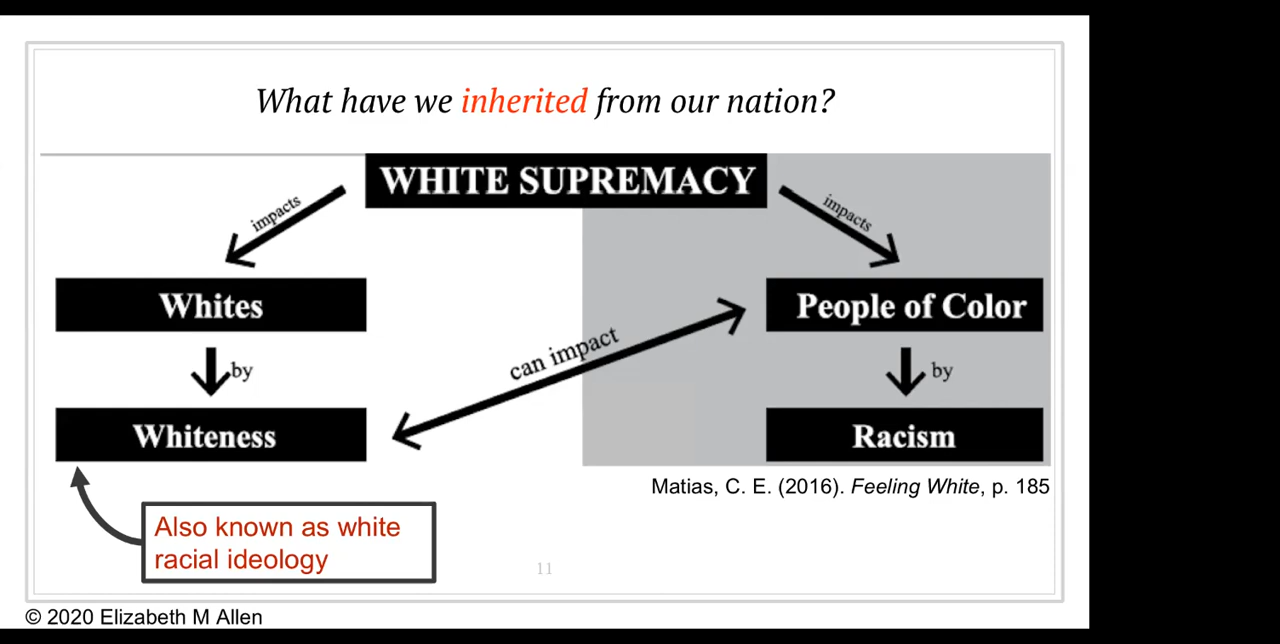 What have we inherited from our nation?
WHITE SUPREMACY
impacts
impacts
Whites
People of Color
can impact
by
by
Whiteness
Racism
Matias, C. E. (2016). Feeling White, p. 185
Also known as white
racial ideology
11
© 2020 Elizabeth M Allen